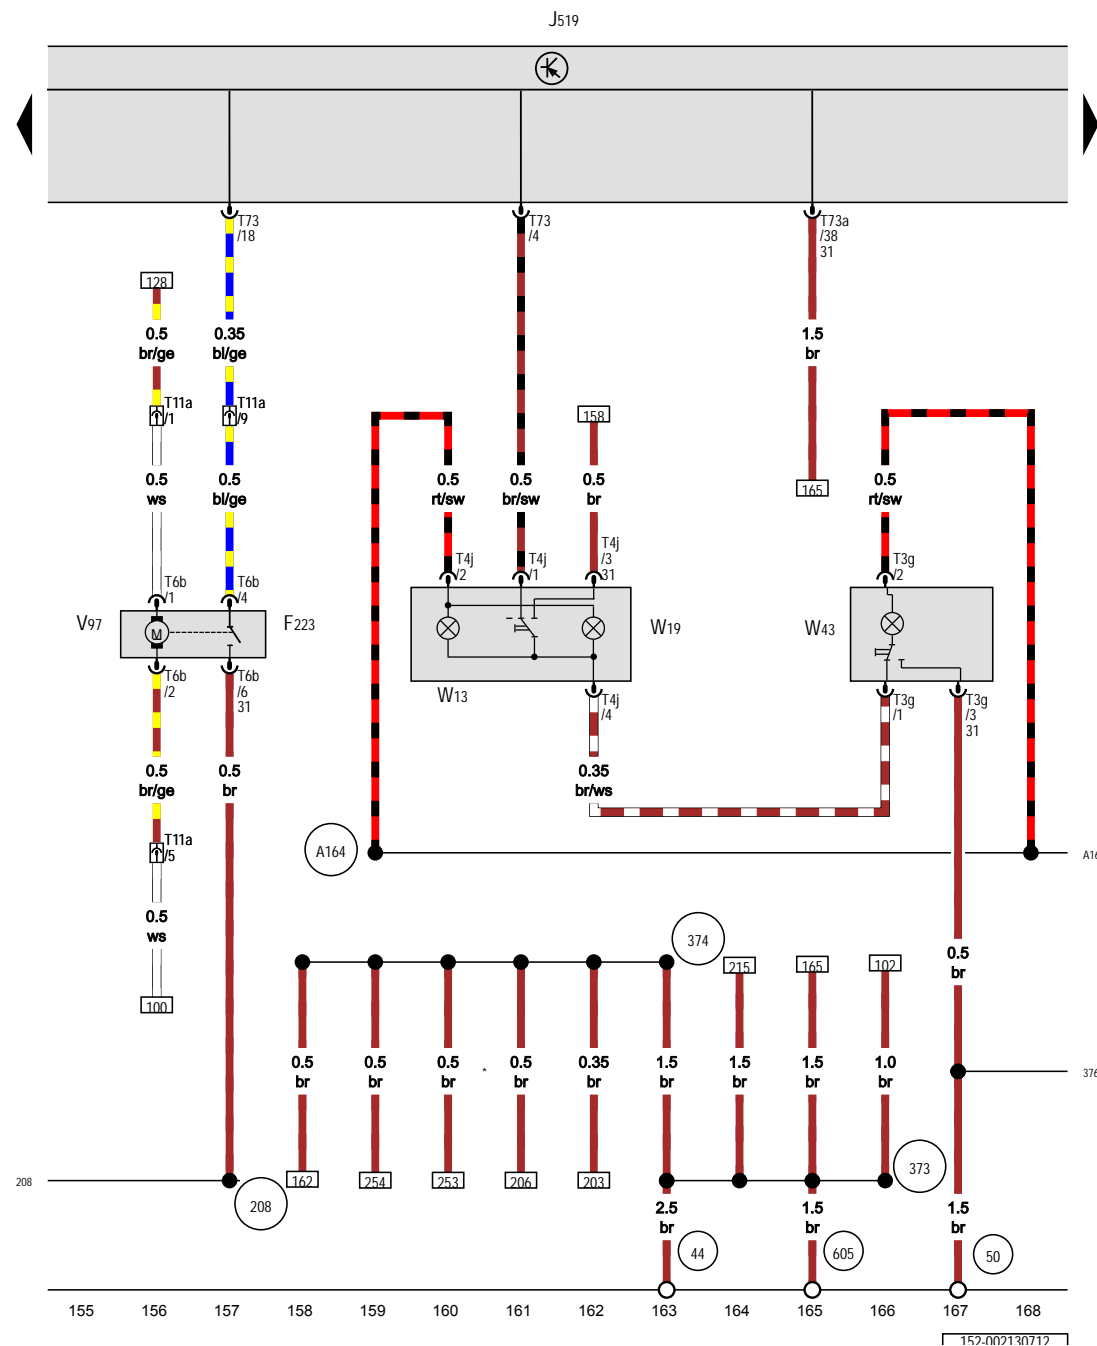 J519
T73
/18
T73
/4
T73a
/38
31
128
0.5
br/ge
0.35
bl/ge
1.5
br
T11a
/1
T11a
/9
158
0.5
ws
0.5
bl/ge
0.5
rt/sw
0.5
br/sw
0.5
br
165
0.5
rt/sw
T6b
/1
T6b
/4
T4j
/2
T4j
/1
T4j
/3
31
T3g
/2
V97
M
F223
W19
W43
W13
T6b
/2
T6b
/6
31
T4j
/4
T3g
/1
T3g
/3
31
0.5
br/ge
0.5
br
0.35
br/ws
T11a
/5
A164
A16
0.5
ws
374
215
165
102
0.5
br
100
0.5
br
0.5
br
0.5
br
*
0.5
br
0.35
br
1.5
br
1.5
br
1.5
br
1.0
br
376
208
208
162
254
253
206
203
373
2.5
br
44
1.5
br
605
1.5
br
50
155 156 157 158 159 160 161 162 163 164 165 166 167 168
152-002130712